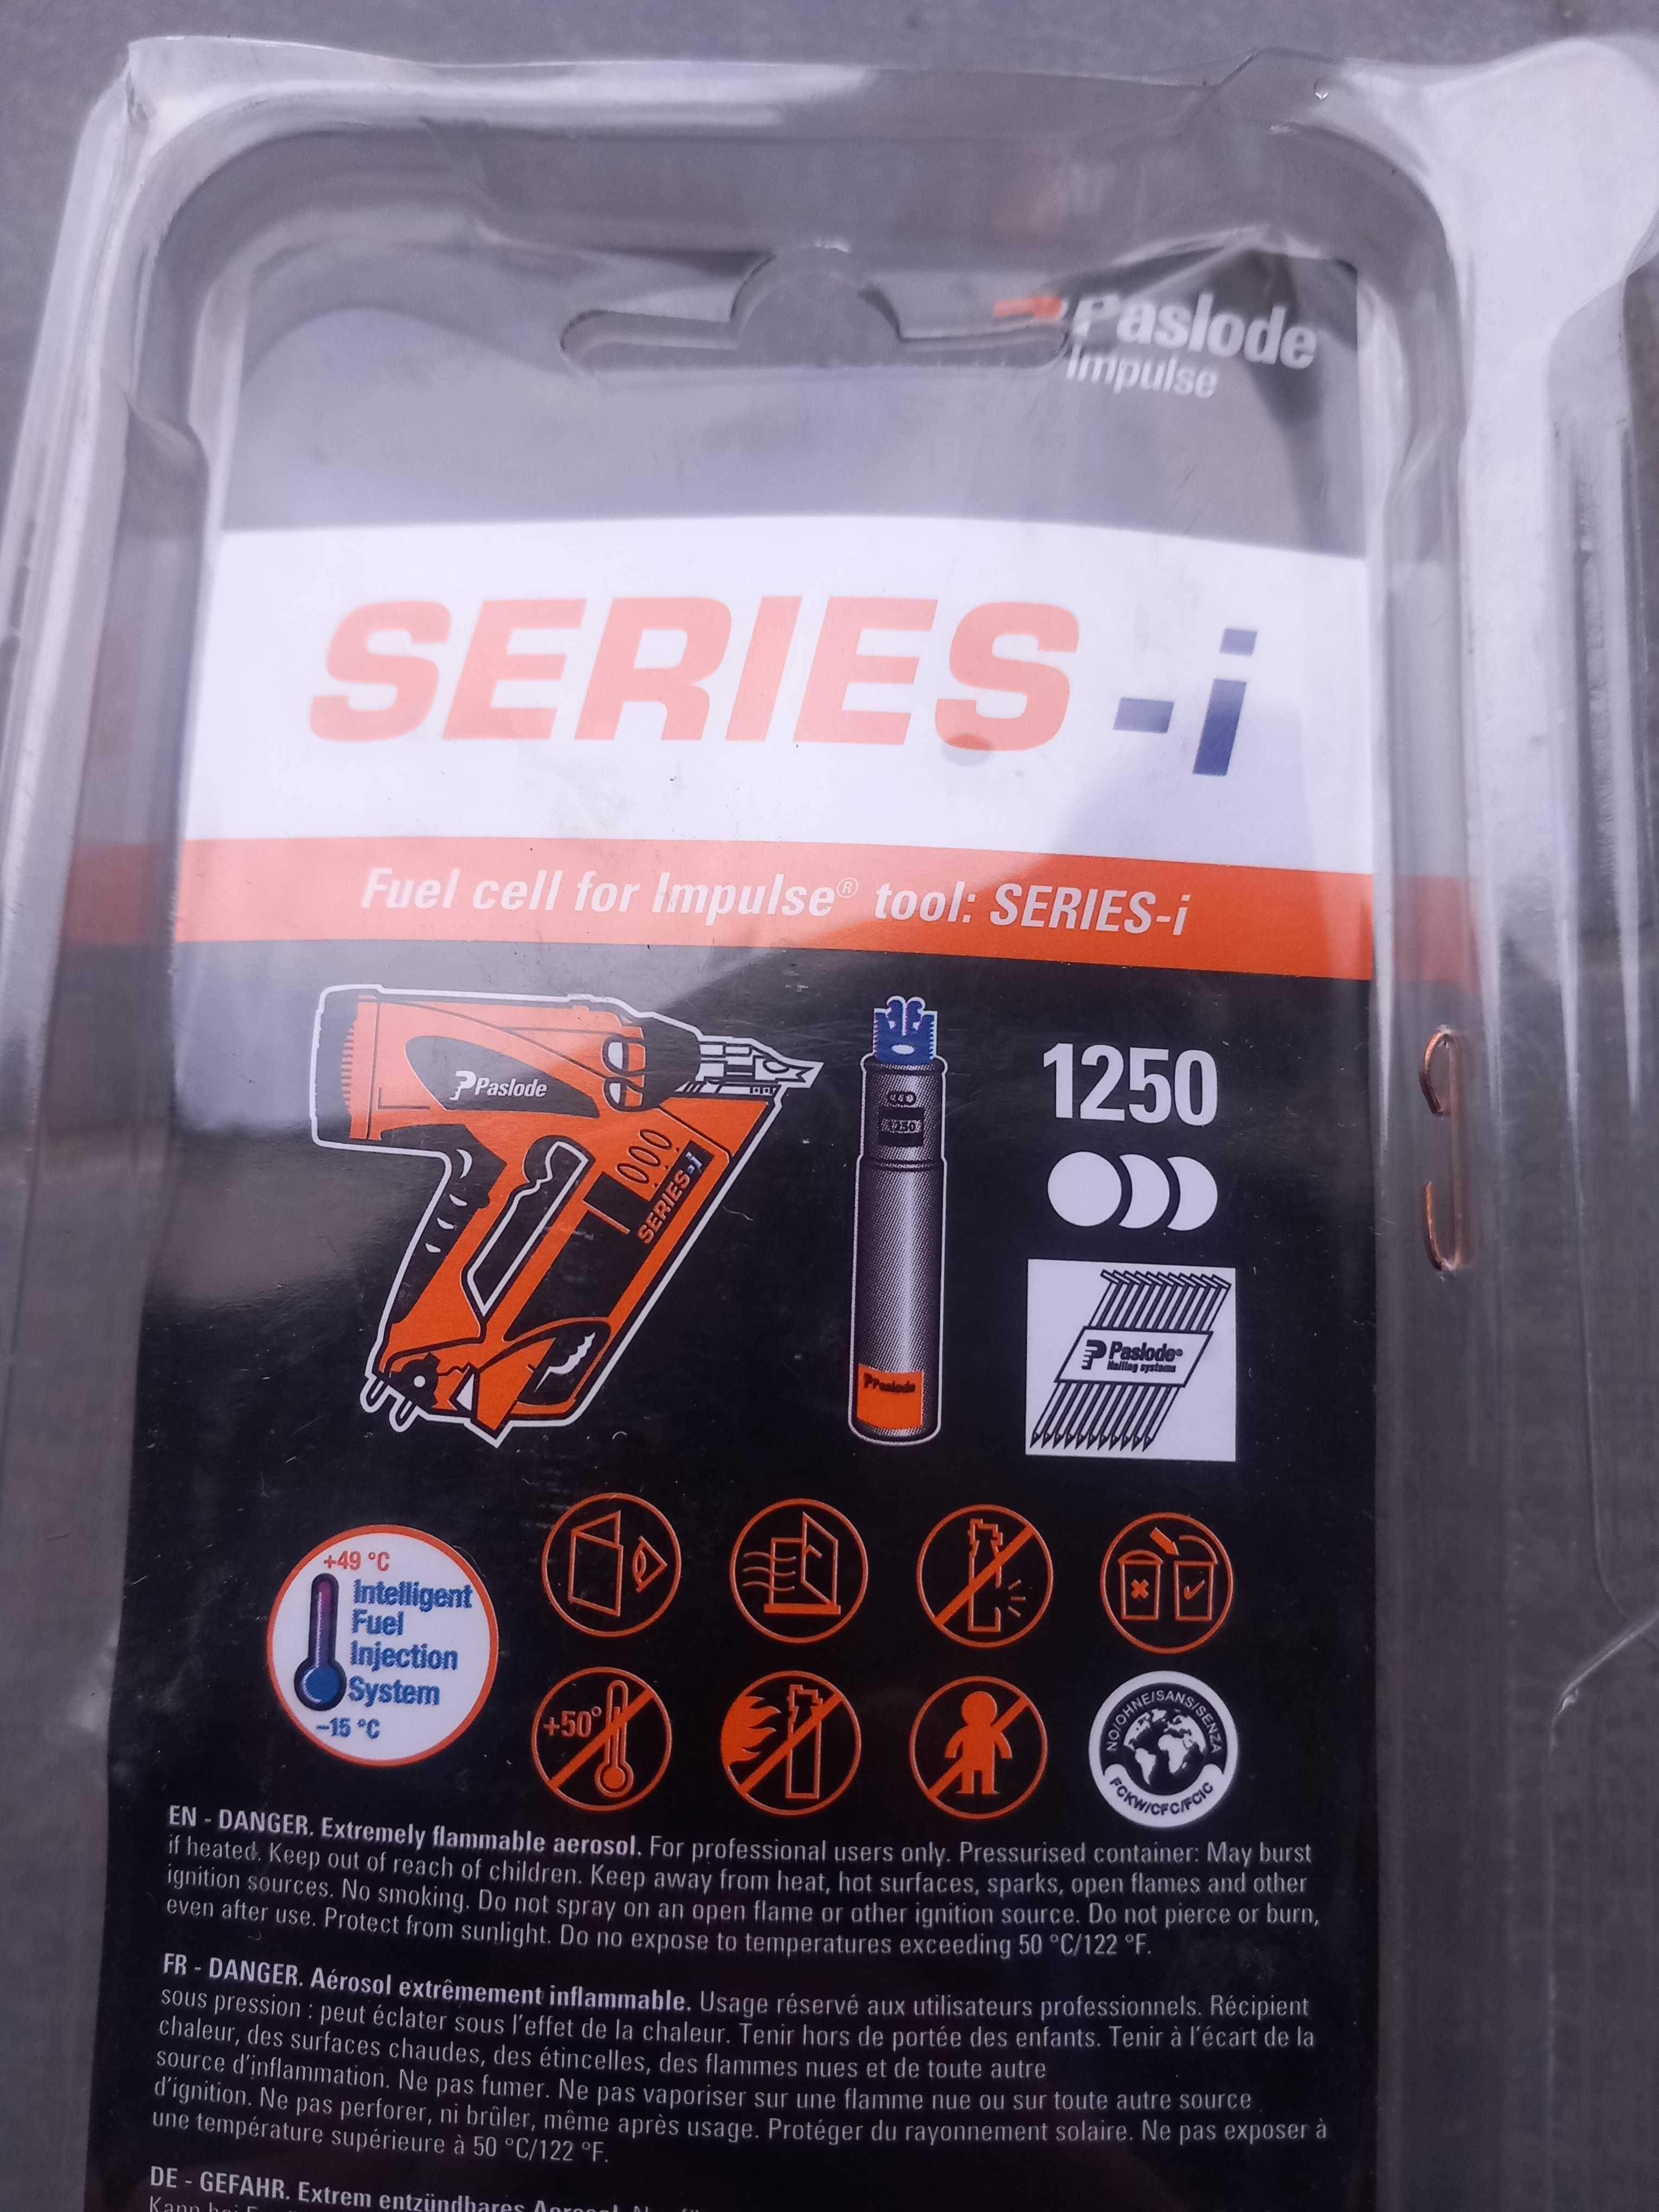 Paslode
Impulse
SERIES-i
Fuel cell for Impulse® tool: SERIES-i
Paslode
SERIES-i
1250
Paslode
1250
Paslode®
Nailing systems
+49 °C
Intelligent
Fuel
Injection
System
–15 °C
+50°
NO/OHNE/SANS/SENZA
FCKW/CFC/FCIC
EN - DANGER. Extremely flammable aerosol. For professional users only. Pressurised container: May burst
if heated. Keep out of reach of children. Keep away from heat, hot surfaces, sparks, open flames and other
ignition sources. No smoking. Do not spray on an open flame or other ignition source. Do not pierce or burn,
even after use. Protect from sunlight. Do no expose to temperatures exceeding 50 °C/122 °F.
FR - DANGER. Aérosol extrêmement inflammable. Usage réservé aux utilisateurs professionnels. Récipient
sous pression : peut éclater sous l'effet de la chaleur. Tenir hors de portée des enfants. Tenir à l'écart de la
chaleur, des surfaces chaudes, des étincelles, des flammes nues et de toute autre
source d'inflammation. Ne pas fumer. Ne pas vaporiser sur une flamme nue ou sur toute autre source
d'ignition. Ne pas perforer, ni brûler, même après usage. Protéger du rayonnement solaire. Ne pas exposer à
une température supérieure à 50 °C/122 °F.
DE - GEFAHR. Extrem entzündbares Aerosol.
Kann bei